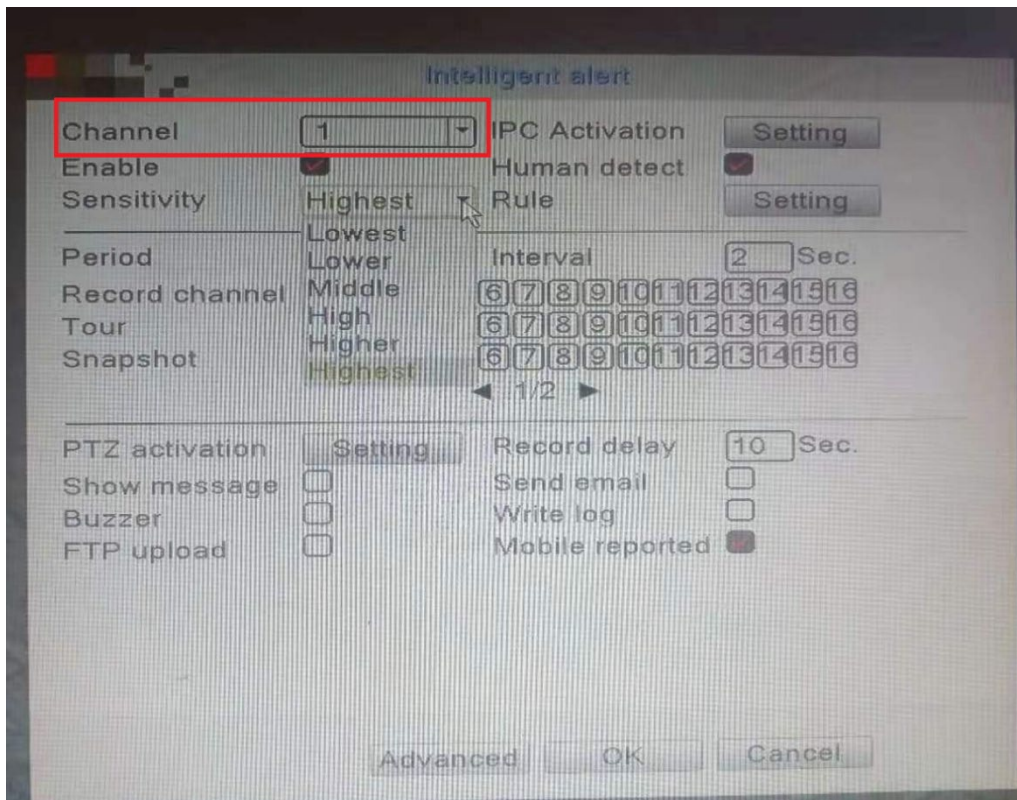 Intelligent alert
Channel 1 IPC Activation Setting
Enable Human detect
Sensitivity Highest Rule Setting
Lowest
Period Lower Interval 2 Sec.
Record channel Middle 6 7 8 9 10 11 12 13 14 15 16
Tour High 6 7 8 9 10 11 12 13 14 15 16
Higher
Snapshot 6 7 8 9 10 11 12 13 14 15 16
Highest
1/2
PTZ activation Setting Record delay 10 Sec.
Show message Send email
Buzzer Write log
FTP upload Mobile reported
Advanced OK Cancel